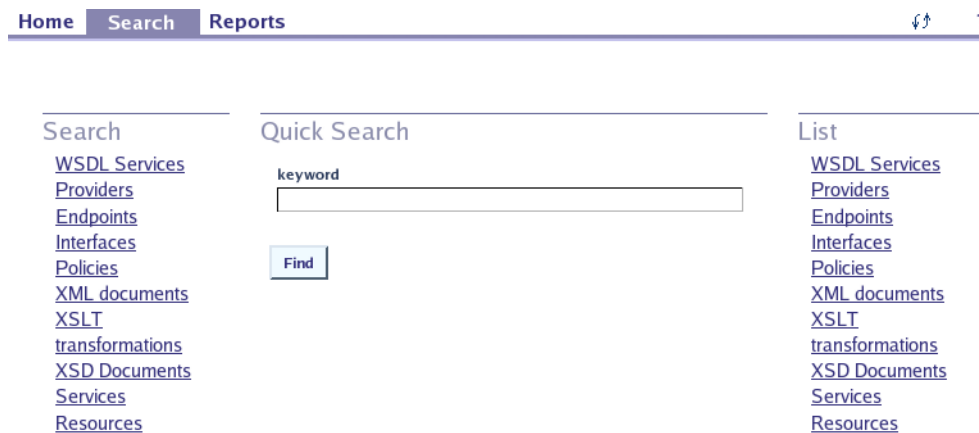 Home Search Reports
Search
WSDL Services
Providers
Endpoints
Interfaces
Policies
XML documents
XSLT
transformations
XSD Documents
Services
Resources
Quick Search
keyword
Find
List
WSDL Services
Providers
Endpoints
Interfaces
Policies
XML documents
XSLT
transformations
XSD Documents
Services
Resources